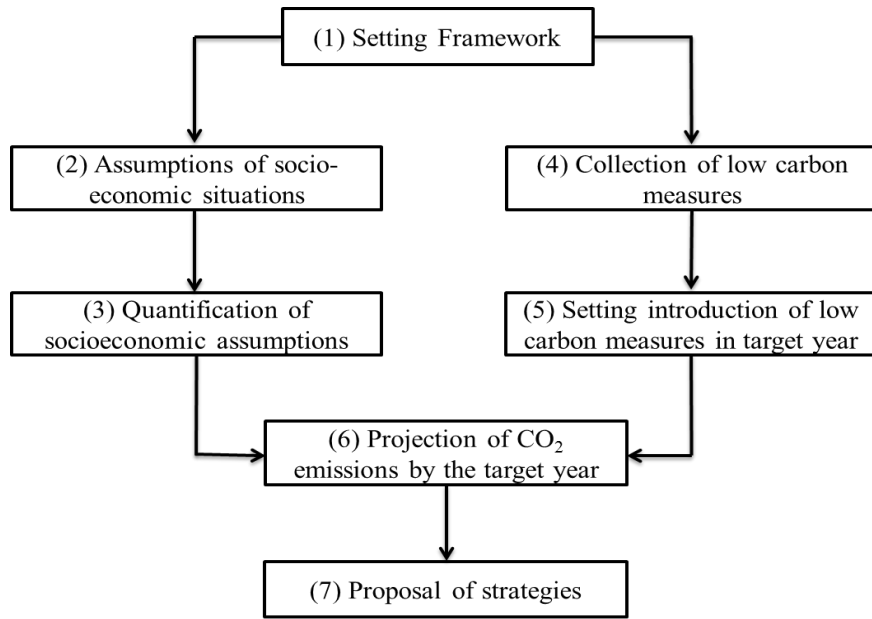 (1) Setting Framework
(2) Assumptions of socio-
economic situations
(4) Collection of low carbon
measures
(3) Quantification of
socioeconomic assumptions
(5) Setting introduction of low
carbon measures in target year
(6) Projection of CO₂
emissions by the target year
(7) Proposal of strategies